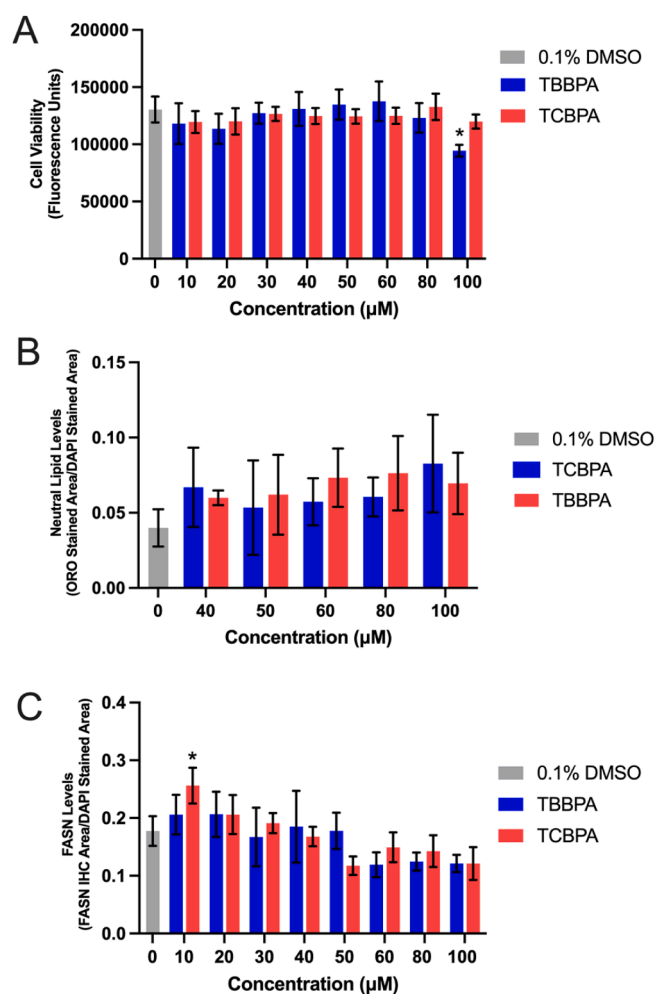 A
Cell Viability
(Fluorescence Units)
200000
150000
100000
50000
0
*
0 10 20 30 40 50 60 80 100
Concentration (µM)
0.1% DMSO
TBBPA
TCBPA
B
Neutral Lipid Levels
(ORO Stained Area/DAPI Stained Area)
0.15
0.10
0.05
0.00
0 40 50 60 80 100
Concentration (µM)
0.1% DMSO
TCBPA
TBBPA
C
FASN Levels
(FASN IHC Area/DAPI Stained Area)
0.4
0.3
0.2
0.1
0.0
*
0 10 20 30 40 50 60 80 100
Concentration (µM)
0.1% DMSO
TBBPA
TCBPA